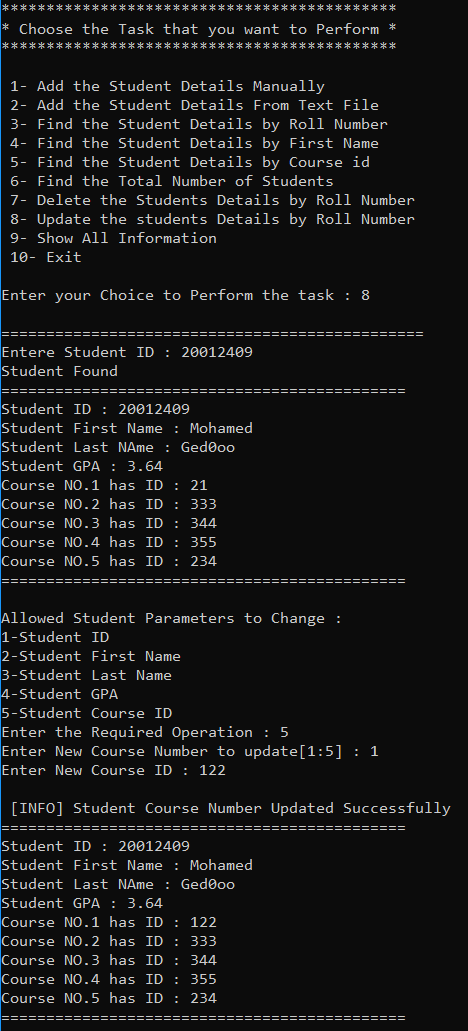 ********************************************
* Choose the Task that you want to Perform *
********************************************
1- Add the Student Details Manually
2- Add the Student Details From Text File
3- Find the Student Details by Roll Number
4- Find the Student Details by First Name
5- Find the Student Details by Course id
6- Find the Total Number of Students
7- Delete the Students Details by Roll Number
8- Update the students Details by Roll Number
9- Show All Information
10- Exit
Enter your Choice to Perform the task : 8
===============================================
Entere Student ID : 20012409
Student Found
=============================================
Student ID : 20012409
Student First Name : Mohamed
Student Last NAme : Ged0oo
Student GPA : 3.64
Course NO.1 has ID : 21
Course NO.2 has ID : 333
Course NO.3 has ID : 344
Course NO.4 has ID : 355
Course NO.5 has ID : 234
=============================================
Allowed Student Parameters to Change :
1-Student ID
2-Student First Name
3-Student Last Name
4-Student GPA
5-Student Course ID
Enter the Required Operation : 5
Enter New Course Number to update[1:5] : 1
Enter New Course ID : 122
[INFO] Student Course Number Updated Successfully
=============================================
Student ID : 20012409
Student First Name : Mohamed
Student Last NAme : Ged0oo
Student GPA : 3.64
Course NO.1 has ID : 122
Course NO.2 has ID : 333
Course NO.3 has ID : 344
Course NO.4 has ID : 355
Course NO.5 has ID : 234
=============================================